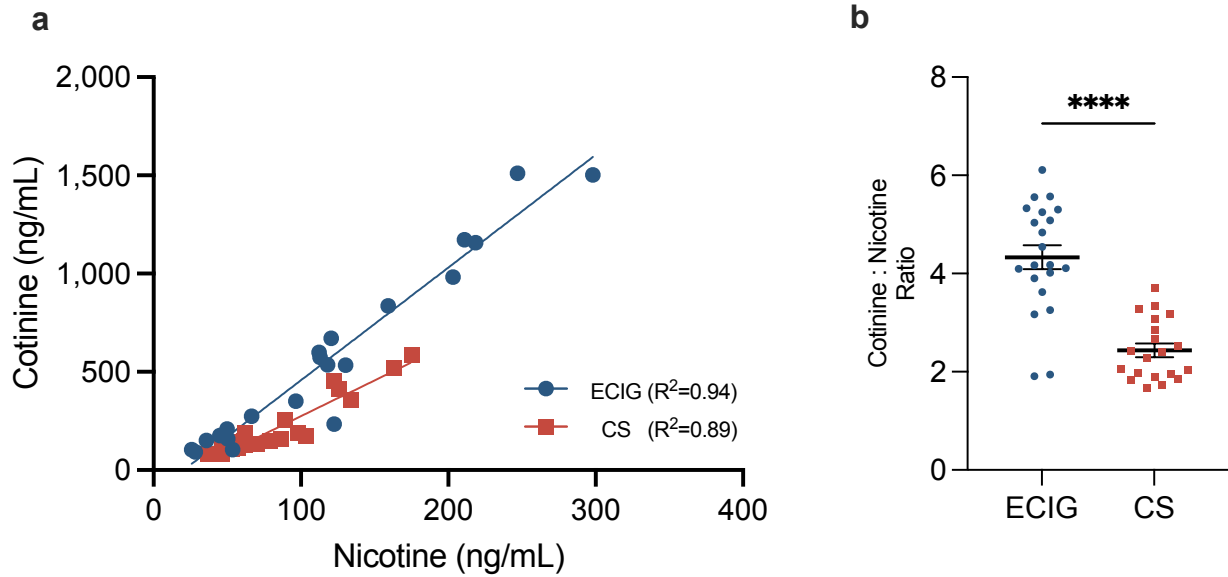 a
2,000
1,500
1,000
500
0
0 100 200 300 400
Cotinine (ng/mL)
Nicotine (ng/mL)
ECIG (R²=0.94)
CS (R²=0.89)
b
8
6
4
2
0
Cotinine : Nicotine
Ratio
****
ECIG CS